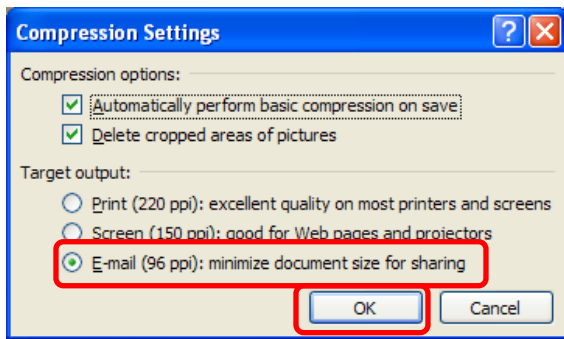 Compression Settings
?
Compression options:
Automatically perform basic compression on save
Delete cropped areas of pictures
Target output:
Print (220 ppi): excellent quality on most printers and screens
Screen (150 ppi): good for Web pages and projectors
E-mail (96 ppi): minimize document size for sharing
OK Cancel